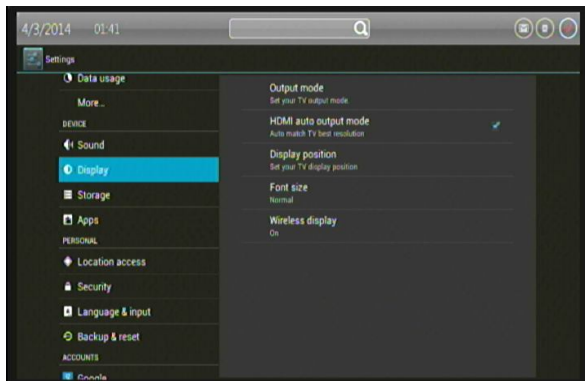 4/3/2014 01:41
Settings
Data usage
More...
DEVICE
Sound
Display
Storage
Apps
PERSONAL
Location access
Security
Language & input
Backup & reset
ACCOUNTS
Google
Output mode
Set your TV output mode
HDMI auto output mode
Auto match TV best resolution
Display position
Set your TV display position
Font size
Normal
Wireless display
On